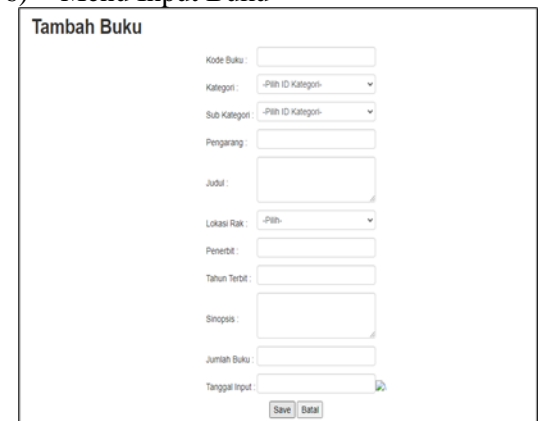 Menu Input Buku
Tambah Buku
Kode Buku :
Kategori : -Pilih ID Kategori-
Sub Kategori : -Pilih ID Kategori-
Pengarang :
Judul :
Lokasi Rak : -Pilih-
Penerbit :
Tahun Terbit :
Sinopsis :
Jumlah Buku :
Tanggal Input :
Save Batal